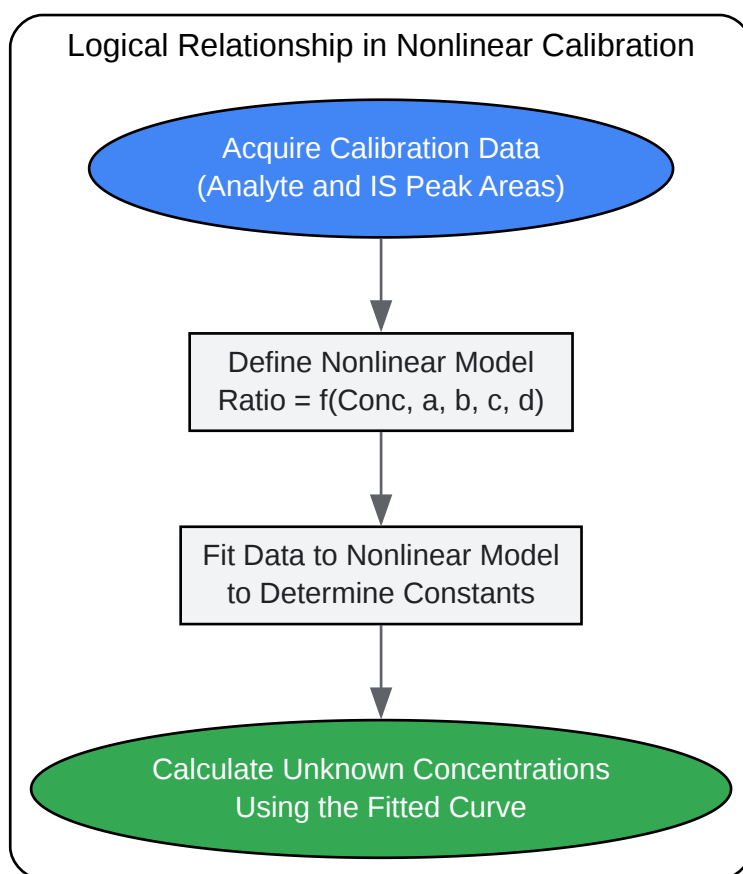 Logical Relationship in Nonlinear Calibration
Acquire Calibration Data
(Analyte and IS Peak Areas)
Define Nonlinear Model
Ratio = f(Conc, a, b, c, d)
Fit Data to Nonlinear Model
to Determine Constants
Calculate Unknown Concentrations
Using the Fitted Curve